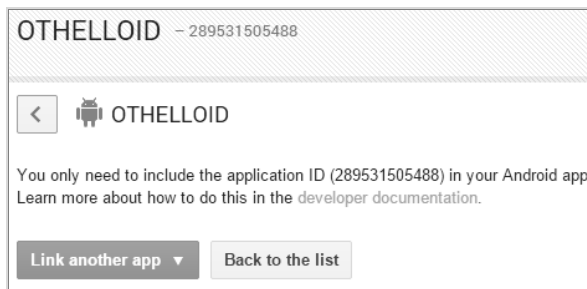 OTHELLOID – 289531505488
OTHELLOID
You only need to include the application ID (289531505488) in your Android app
Learn more about how to do this in the developer documentation.
Link another app ▼ Back to the list